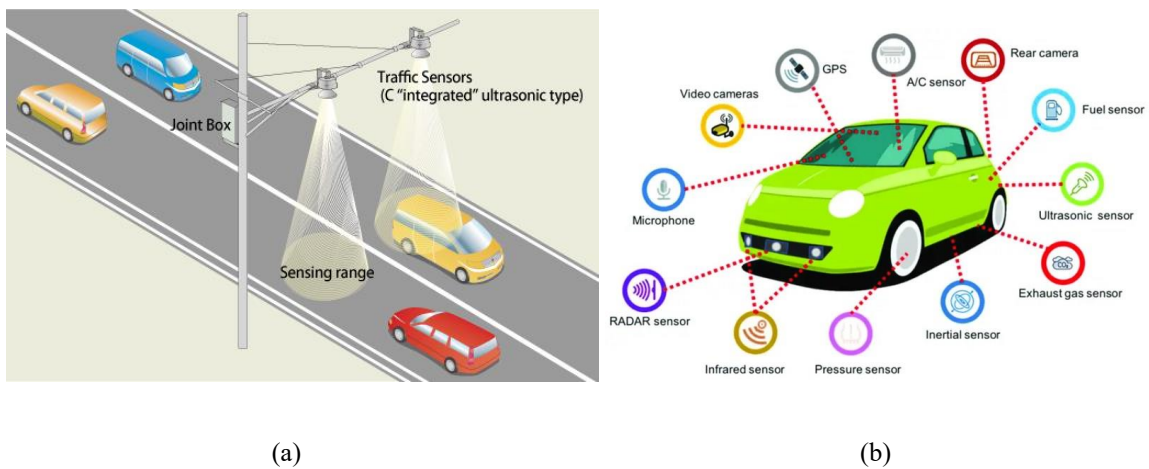 Traffic Sensors
(C "integrated" ultrasonic type)
Joint Box
Sensing range
GPS
A/C sensor
Rear camera
Video cameras
Fuel sensor
Microphone
Ultrasonic sensor
RADAR sensor
Exhaust gas sensor
CO₂
Inertial sensor
Infrared sensor
Pressure sensor
(a)
(b)